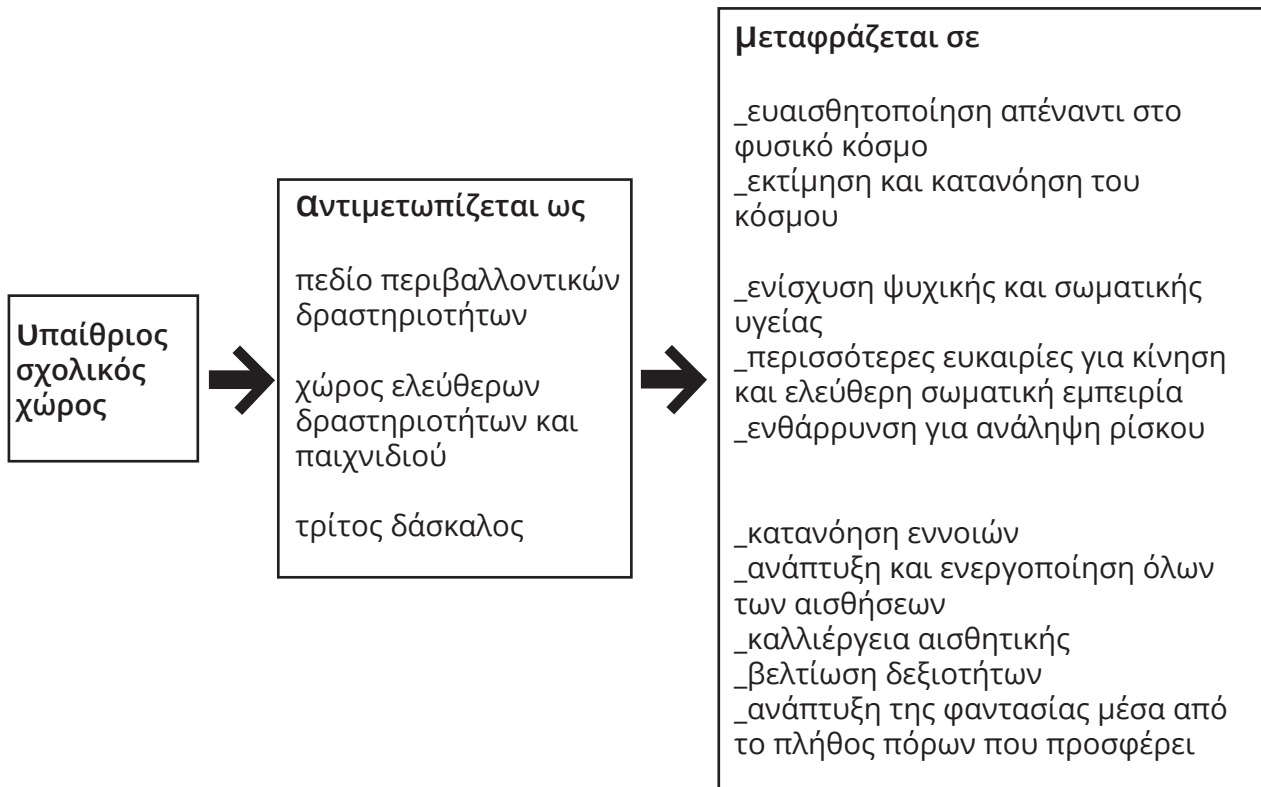 υπαίθριος
σχολικός
χώρος
αντιμετωπίζεται ως
πεδίο περιβαλλοντικών
δραστηριοτήτων
χώρος ελεύθερων
δραστηριοτήτων και
παιχνιδιού
τρίτος δάσκαλος
μεταφράζεται σε
_ευαισθητοποίηση απέναντι στο
φυσικό κόσμο
_εκτίμηση και κατανόηση του
κόσμου
_ενίσχυση ψυχικής και σωματικής
υγείας
_περισσότερες ευκαιρίες για κίνηση
και ελεύθερη σωματική εμπειρία
_ενθάρρυνση για ανάληψη ρίσκου
_κατανόηση εννοιών
_ανάπτυξη και ενεργοποίηση όλων
των αισθήσεων
_καλλιέργεια αισθητικής
_βελτίωση δεξιοτήτων
_ανάπτυξη της φαντασίας μέσα από
το πλήθος πόρων που προσφέρει